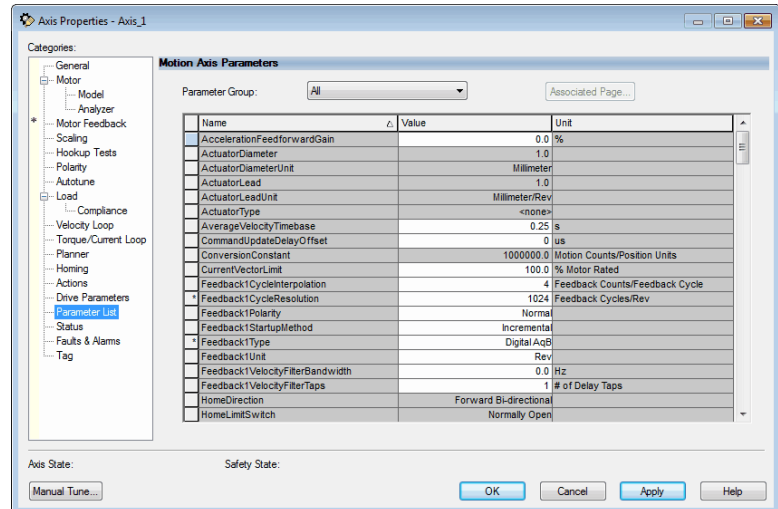 Axis Properties - Axis_1
Categories:
General
Motor
Model
Analyzer
* Motor Feedback
Scaling
Hookup Tests
Polarity
Autotune
Load
Compliance
Velocity Loop
Torque/Current Loop
Planner
Homing
Actions
Drive Parameters
Parameter List
Status
Faults & Alarms
Tag
Motion Axis Parameters
Parameter Group: All Associated Page...
Name Value Unit
AccelerationFeedforwardGain 0.0 %
ActuatorDiameter 1.0
ActuatorDiameterUnit Millimeter
ActuatorLead 1.0
ActuatorLeadUnit Millimeter/Rev
ActuatorType <none>
AverageVelocityTimebase 0.25 s
CommandUpdateDelayOffset 0 us
ConversionConstant 1000000.0 Motion Counts/Position Units
CurrentVectorLimit 100.0 % Motor Rated
Feedback1CycleInterpolation 4 Feedback Counts/Feedback Cycle
* Feedback1CycleResolution 1024 Feedback Cycles/Rev
Feedback1Polarity Normal
Feedback1StartupMethod Incremental
* Feedback1Type Digital AqB
Feedback1Unit Rev
Feedback1VelocityFilterBandwidth 0.0 Hz
Feedback1VelocityFilterTaps 1 # of Delay Taps
HomeDirection Forward Bi-directional
HomeLimitSwitch Normally Open
Axis State: Safety State:
Manual Tune... OK Cancel Apply Help